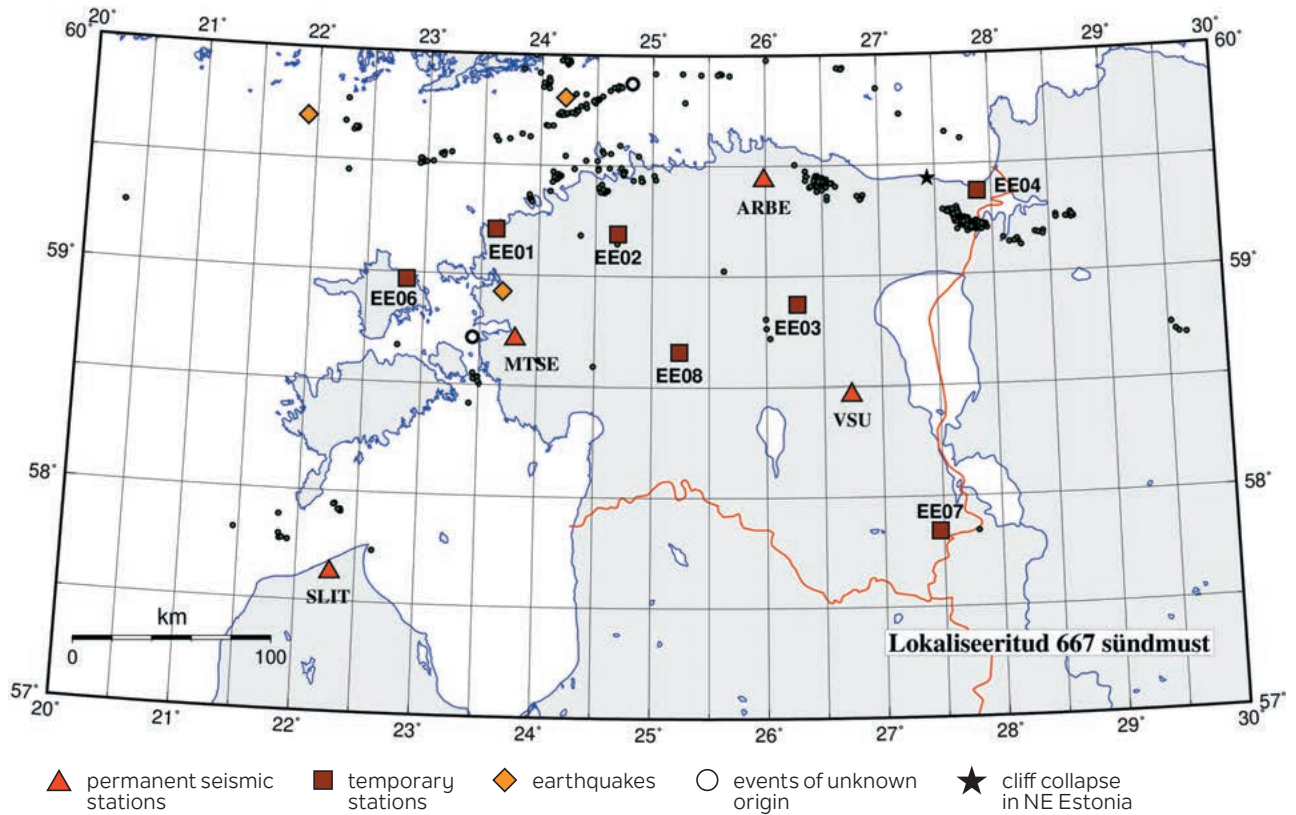 20° 21° 22° 23° 24° 25° 26° 27° 28° 29° 30°
60° 60°
EE04
ARBE
EE01 EE02
59° 59°
EE06
EE03
MTSE
EE08
VSU
58° 58°
EE07
SLIT
km
0 100
Lokaliseeritud 667 sündmust
57° 57°
20° 21° 22° 23° 24° 25° 26° 27° 28° 29° 30°
permanent seismic
stations
temporary
stations
earthquakes
events of unknown
origin
cliff collapse
in NE Estonia